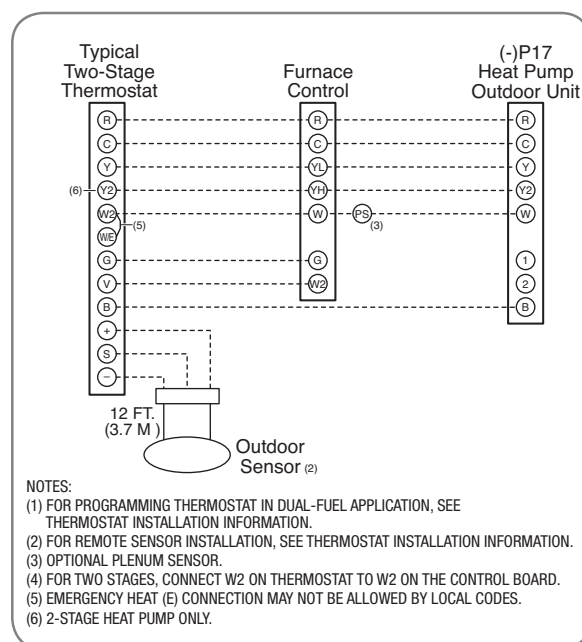 Typical
Two-Stage
Thermostat
Furnace
Control
(-)P17
Heat Pump
Outdoor Unit
R R R
C C C
Y YL Y
(6) Y2 YH Y2
W2 (5) W PS (3) W
W/E
G G 1
V W2 2
B B
+
S
–
12 FT.
(3.7 M )
Outdoor
Sensor (2)
NOTES:
(1) FOR PROGRAMMING THERMOSTAT IN DUAL-FUEL APPLICATION, SEE
THERMOSTAT INSTALLATION INFORMATION.
(2) FOR REMOTE SENSOR INSTALLATION, SEE THERMOSTAT INSTALLATION INFORMATION.
(3) OPTIONAL PLENUM SENSOR.
(4) FOR TWO STAGES, CONNECT W2 ON THERMOSTAT TO W2 ON THE CONTROL BOARD.
(5) EMERGENCY HEAT (E) CONNECTION MAY NOT BE ALLOWED BY LOCAL CODES.
(6) 2-STAGE HEAT PUMP ONLY.